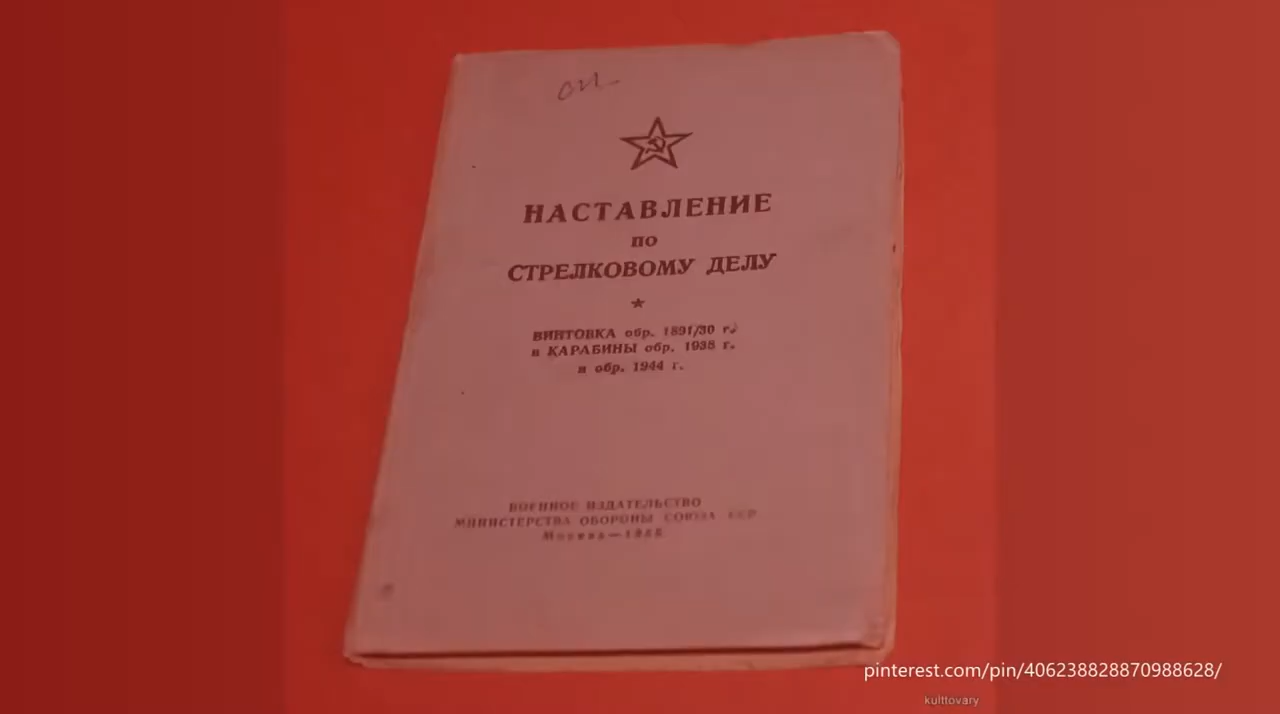 НАСТАВЛЕНИЕ
ПО
СТРЕЛКОВОМУ ДЕЛУ
ВИНТОВКА обр. 1891/30 г.
и КАРАБИНЫ обр. 1938 г.
и обр. 1944 г.
ВОЕННОЕ ИЗДАТЕЛЬСТВО
МИНИСТЕРСТВА ОБОРОНЫ СОЮЗА ССР
Москва —
pinterest.com/pin/406238828870988628/
kulttovary